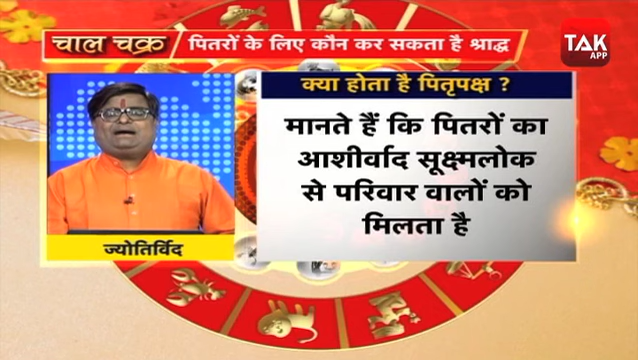 चाल चक्र
पितरों के लिए कौन कर सकता है श्राद्ध
TAK
APP
क्या होता है पितृपक्ष ?
मानते हैं कि पितरों का
आशीर्वाद सूक्ष्मलोक
से परिवार वालों को
मिलता है
ज्योतिर्विद